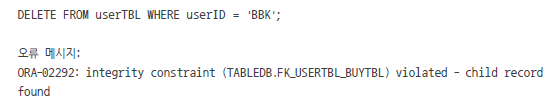 DELETE FROM userTBL WHERE userID = 'BBK';
오류 메시지:
ORA-02292: integrity constraint (TABLEDB.FK_USERTBL_BUYTBL) violated - child record
found